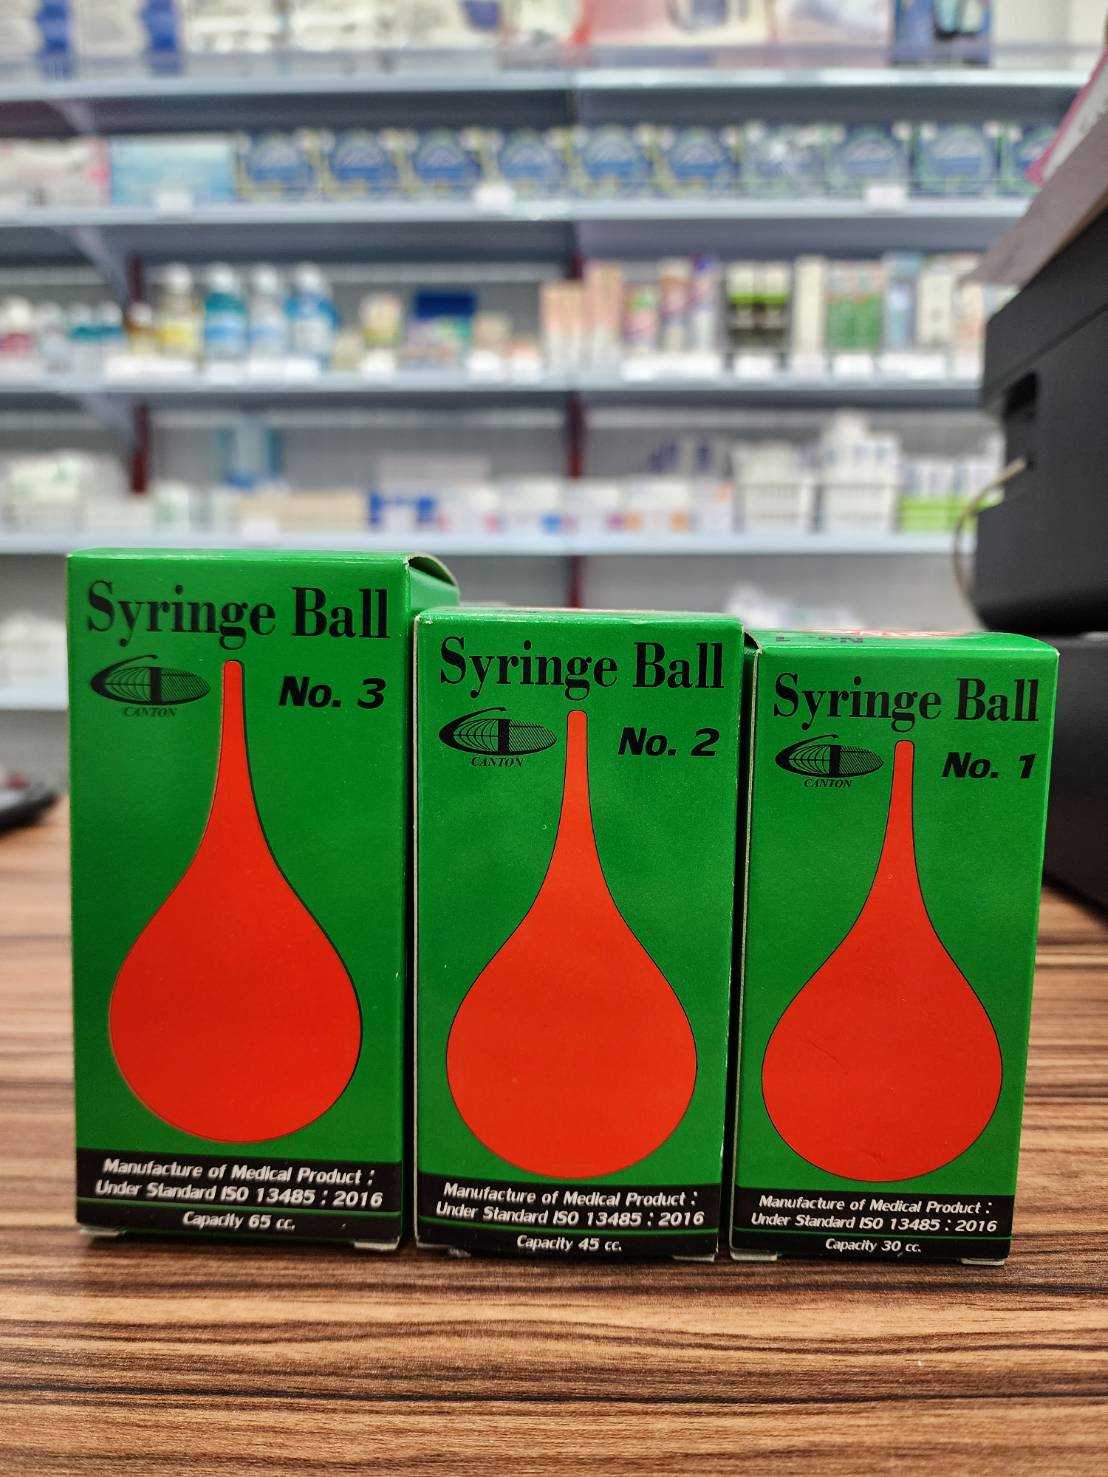 Syringe Ball
CANTON
No. 3
Manufacture of Medical Product :
Under Standard ISO 13485 : 2016
Capacity 65 cc.
Syringe Ball
CANTON
No. 2
Manufacture of Medical Product :
Under Standard ISO 13485 : 2016
Capacity 45 cc.
No. 1
Syringe Ball
CANTON
No. 1
Manufacture of Medical Product :
Under Standard ISO 13485 : 2016
Capacity 30 cc.